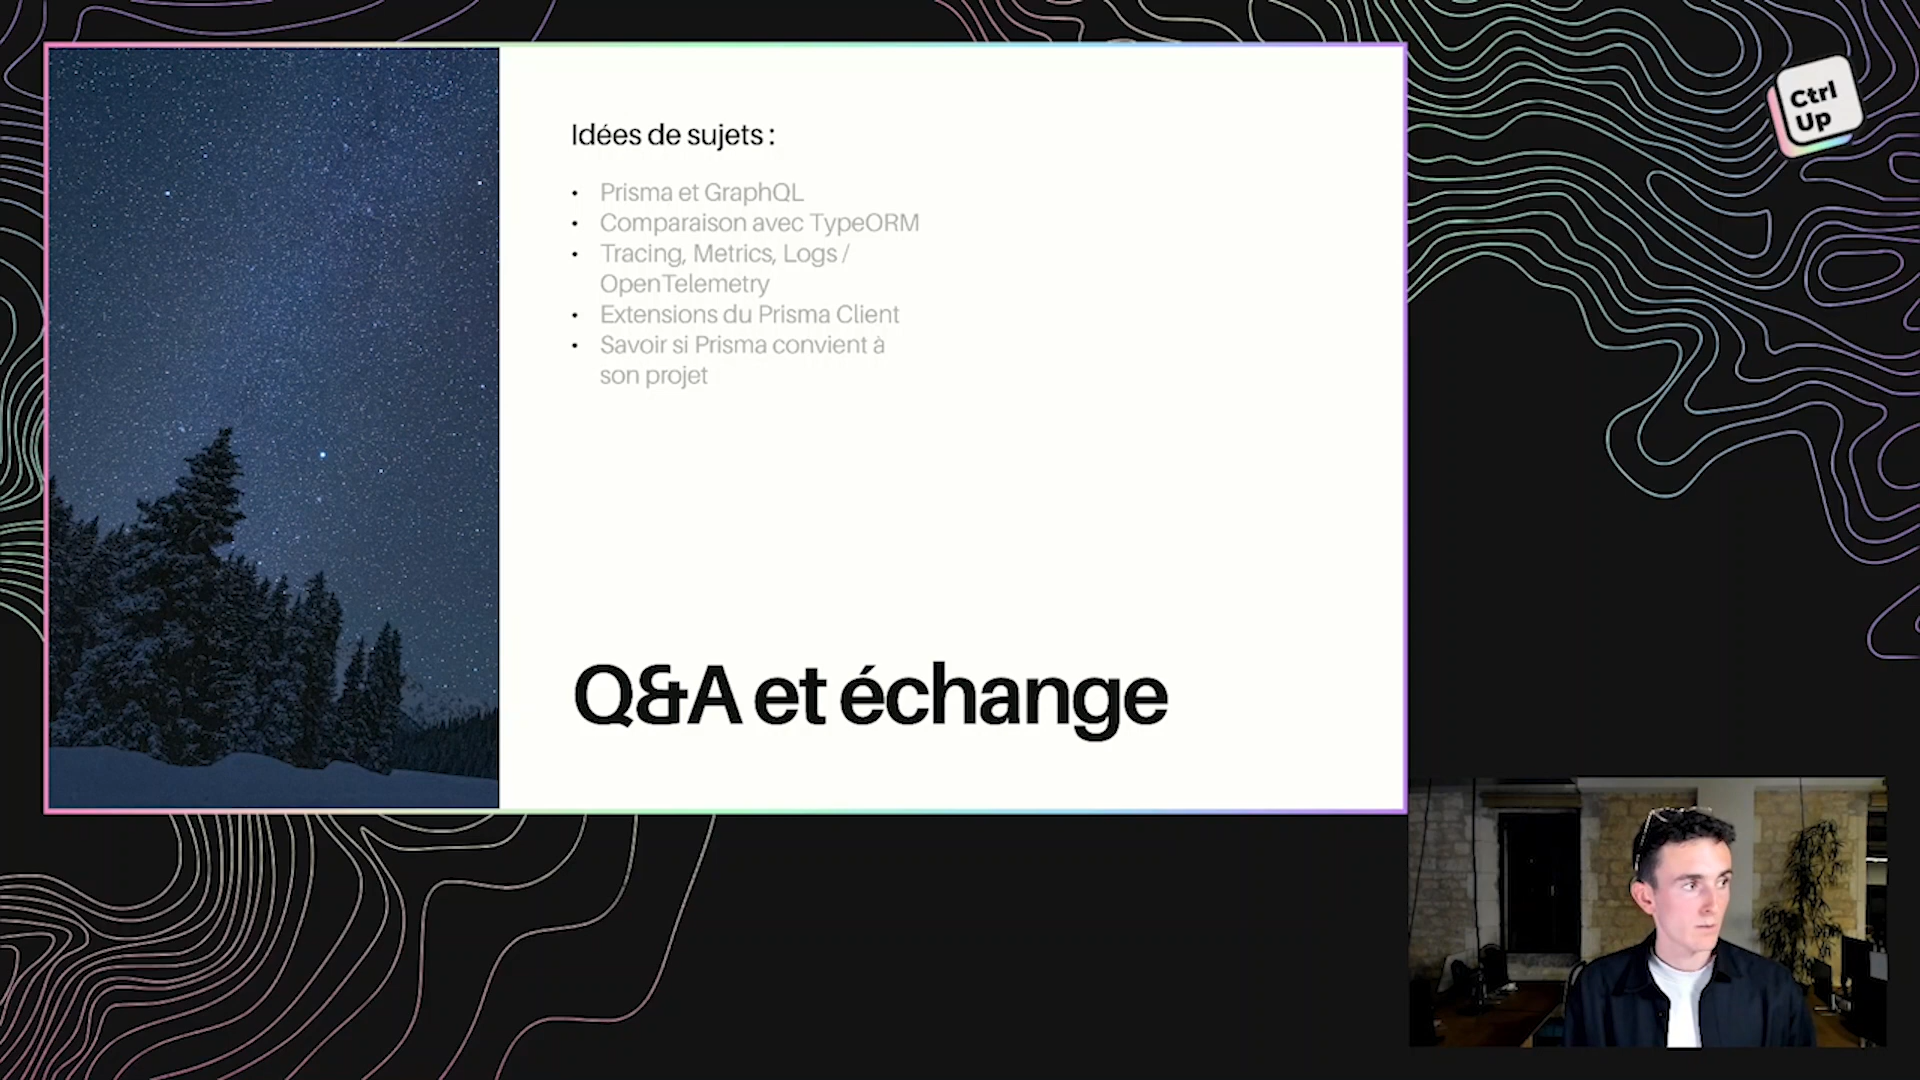 Ctrl
Up
Idées de sujets :
• Prisma et GraphQL
• Comparaison avec TypeORM
• Tracing, Metrics, Logs /
OpenTelemetry
• Extensions du Prisma Client
• Savoir si Prisma convient à
son projet
Q&A et échange